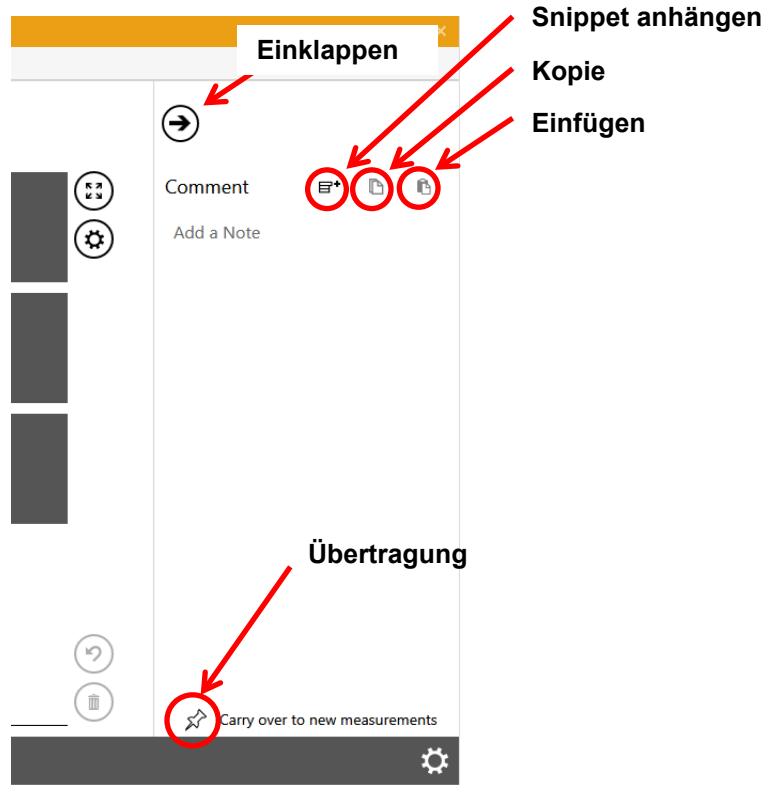 Snippet anhängen
Einklappen
Kopie
Einfügen
Comment
Add a Note
Übertragung
Carry over to new measurements